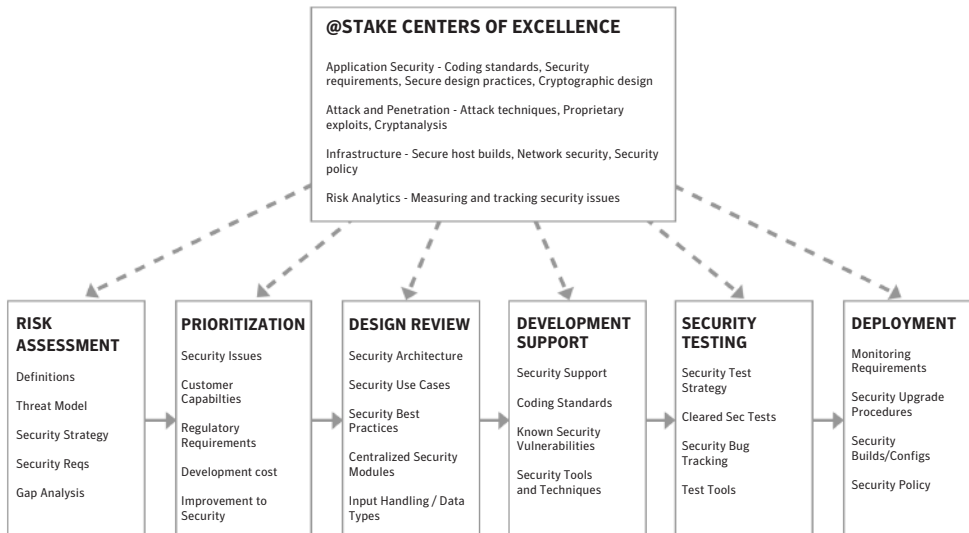 @STAKE CENTERS OF EXCELLENCE
Application Security - Coding standards, Security
requirements, Secure design practices, Cryptographic design
Attack and Penetration - Attack techniques, Proprietary
exploits, Cryptanalysis
Infrastructure - Secure host builds, Network security, Security
policy
Risk Analytics - Measuring and tracking security issues
RISK
ASSESSMENT
Definitions
Threat Model
Security Strategy
Security Reqs
Gap Analysis
PRIORITIZATION
Security Issues
Customer
Capabilties
Regulatory
Requirements
Development cost
Improvement to
Security
DESIGN REVIEW
Security Architecture
Security Use Cases
Security Best
Practices
Centralized Security
Modules
Input Handling / Data
Types
DEVELOPMENT
SUPPORT
Security Support
Coding Standards
Known Security
Vulnerabilities
Security Tools
and Techniques
SECURITY
TESTING
Security Test
Strategy
Cleared Sec Tests
Security Bug
Tracking
Test Tools
DEPLOYMENT
Monitoring
Requirements
Security Upgrade
Procedures
Security
Builds/Configs
Security Policy